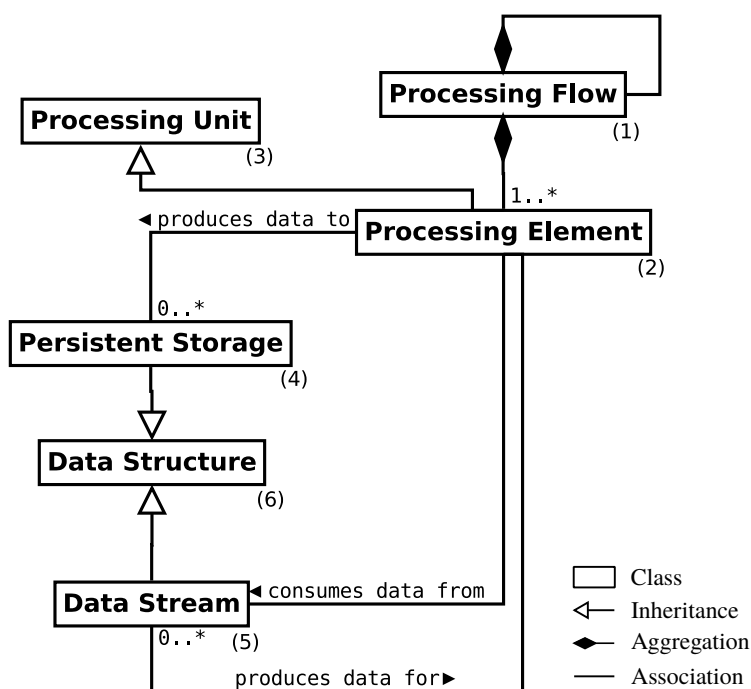 Processing Flow
(1)
Processing Unit
(3)
1..*
◄ produces data to
Processing Element
(2)
0..*
Persistent Storage
(4)
Data Structure
(6)
Class
◄ consumes data from
Data Stream
Inheritance
0..*
(5)
Aggregation
produces data for►
Association